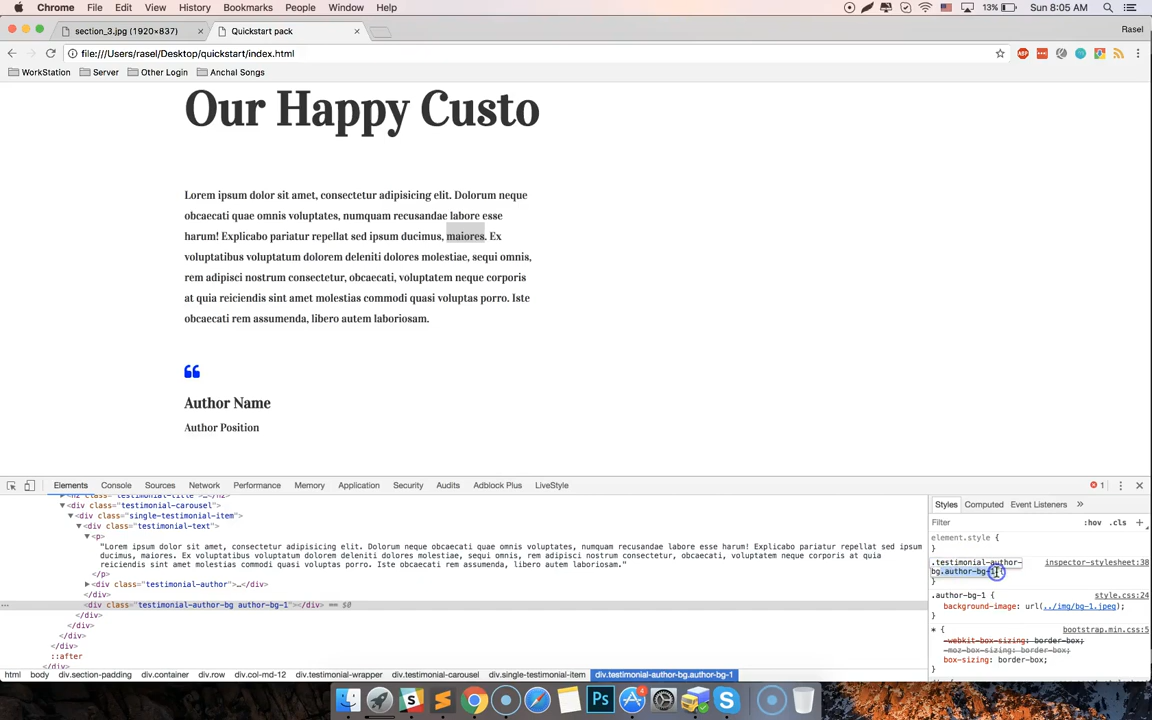 Chrome File Edit View History Bookmarks People Window Help 13% Sun 8:05 AM
section_3.jpg (1920×837) Quickstart pack Rasel
file:///Users/rasel/Desktop/quickstart/index.html
WorkStation Server Other Login Anchal Songs
Our Happy Custo
Lorem ipsum dolor sit amet, consectetur adipisicing elit. Dolorum neque
obcaecati quae omnis voluptates, numquam recusandae labore esse
harum! Explicabo pariatur repellat sed ipsum ducimus, maiores. Ex
voluptatibus voluptatum dolorem deleniti dolores molestiae, sequi omnis,
rem adipisci nostrum consectetur, obcaecati, voluptatem neque corporis
at quia reiciendis sint amet molestias commodi quasi voluptas porro. Iste
obcaecati rem assumenda, libero autem laboriosam.
Author Name
Author Position
Elements Console Sources Network Performance Memory Application Security Audits Adblock Plus LiveStyle 1
<h2 class="testimonial-title">…</h2>
<div class="testimonial-carousel">
<div class="single-testimonial-item">
<div class="testimonial-text">
<p>
"Lorem ipsum dolor sit amet, consectetur adipisicing elit. Dolorum neque obcaecati quae omnis voluptates, numquam recusandae labore esse harum! Explicabo pariatur repellat sed ipsum
ducimus, maiores. Ex voluptatibus voluptatum dolorem deleniti dolores molestiae, sequi omnis, rem adipisci nostrum consectetur, obcaecati, voluptatem neque corporis at quia
reiciendis sint amet molestias commodi quasi voluptas porro. Iste obcaecati rem assumenda, libero autem laboriosam."
</p>
<div class="testimonial-author">…</div>
</div>
<div class="testimonial-author-bg author-bg-1"></div> == $0
</div>
</div>
</div>
::after
</div>
html body div.section-padding div.container div.row div.col-md-12 div.testimonial-wrapper div.testimonial-carousel div.single-testimonial-item div.testimonial-author-bg.author-bg-1
Styles Computed Event Listeners »
Filter :hov .cls +
element.style {
}
.testimonial-author- inspector-stylesheet:38
bg.author-bg-1 {
}
.author-bg-1 { style.css:24
background-image: url(../img/bg-1.jpeg);
}
* { bootstrap.min.css:5
-webkit-box-sizing: border-box;
-moz-box-sizing: border-box;
box-sizing: border-box;
}
Ps